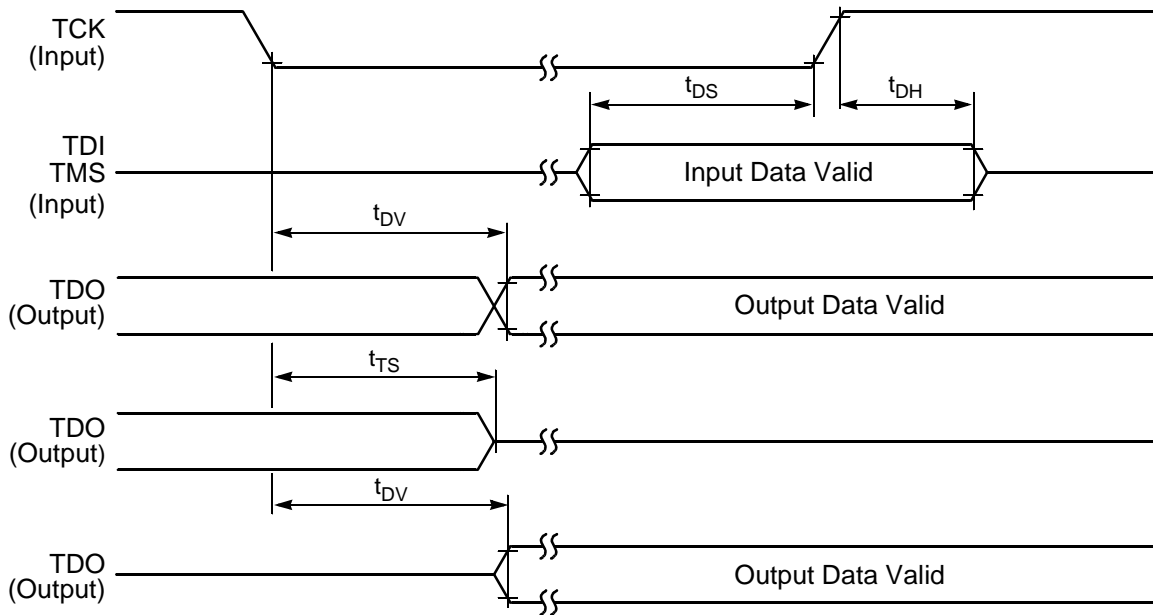 TCK
(Input)
tDS
tDH
TDI
TMS
(Input)
Input Data Valid
tDV
TDO
(Output)
Output Data Valid
tTS
TDO
(Output)
tDV
TDO
(Output)
Output Data Valid